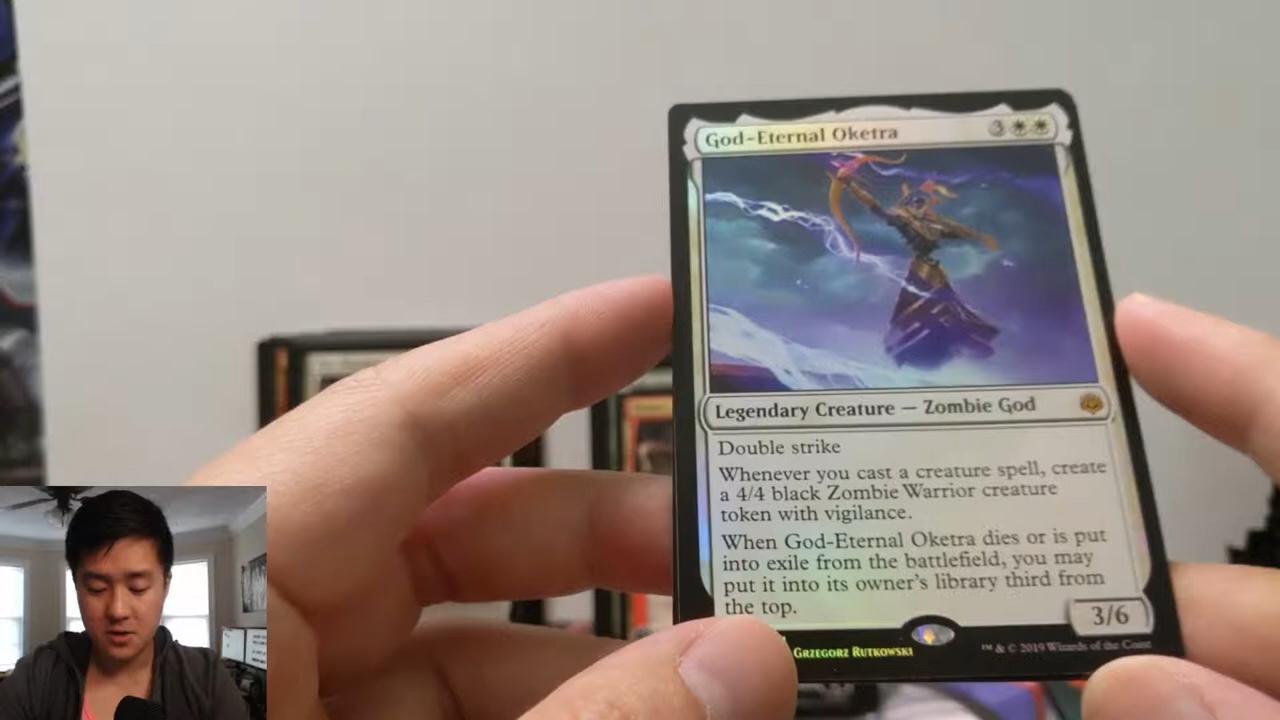 God-Eternal Oketra 3
Legendary Creature — Zombie God
Double strike
Whenever you cast a creature spell, create
a 4/4 black Zombie Warrior creature
token with vigilance.
When God-Eternal Oketra dies or is put
into exile from the battlefield, you may
put it into its owner's library third from
the top.
3/6
GRZEGORZ RUTKOWSKI
™ & © 2019 Wizards of the Coast